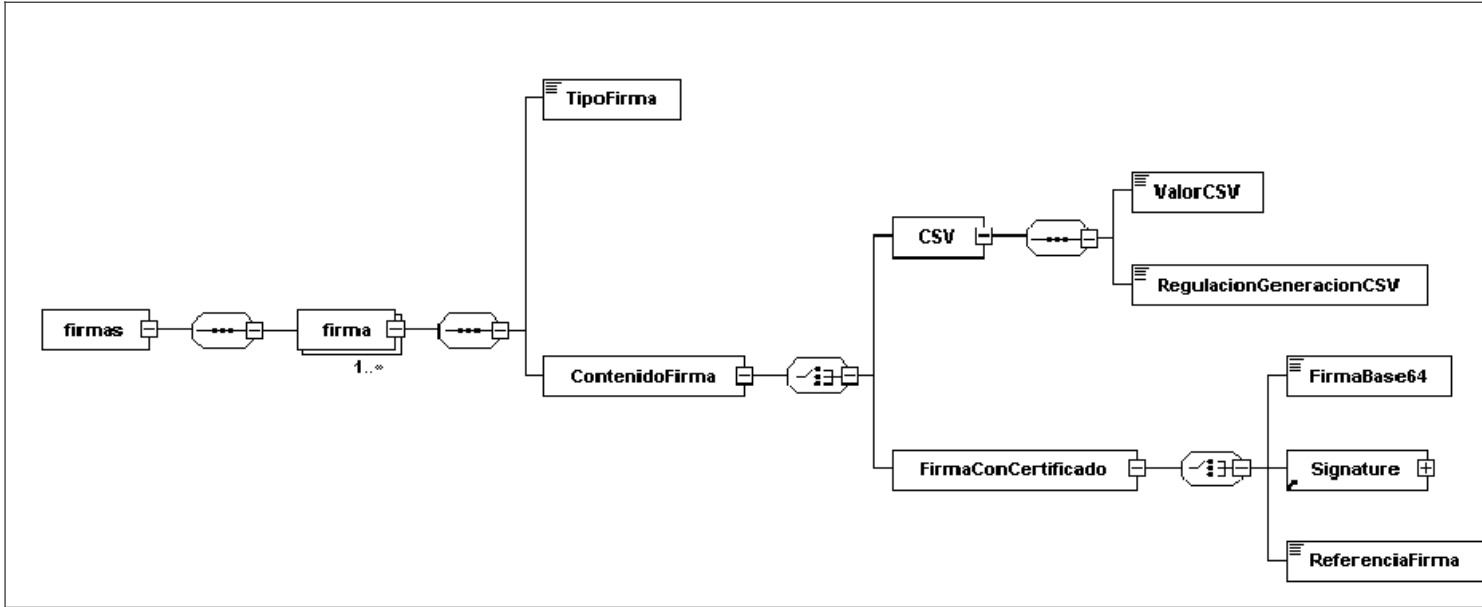 TipoFirma
ValorCSV
CSV
RegulacionGeneracionCSV
firmas
firma
1..∞
ContenidoFirma
FirmaBase64
FirmaConCertificado
Signature
ReferenciaFirma